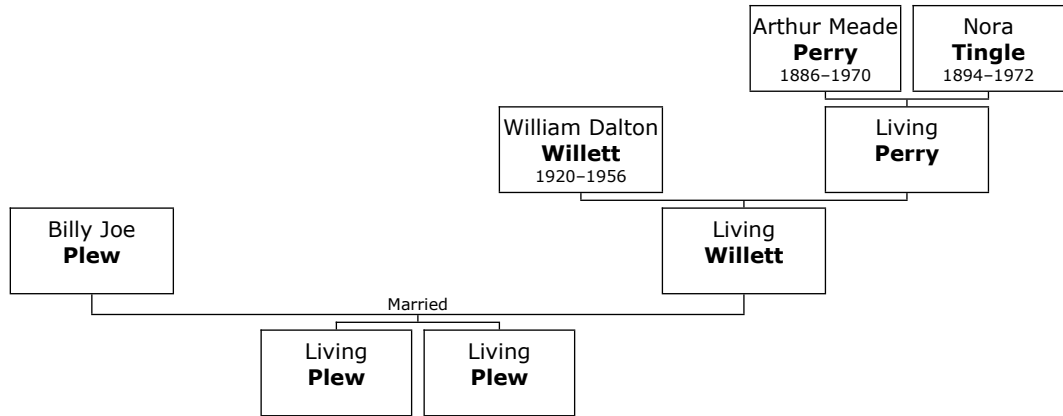 Arthur Meade
Perry
1886–1970
Nora
Tingle
1894–1972
William Dalton
Willett
1920–1956
Living
Perry
Billy Joe
Plew
Living
Willett
Married
Living
Plew
Living
Plew